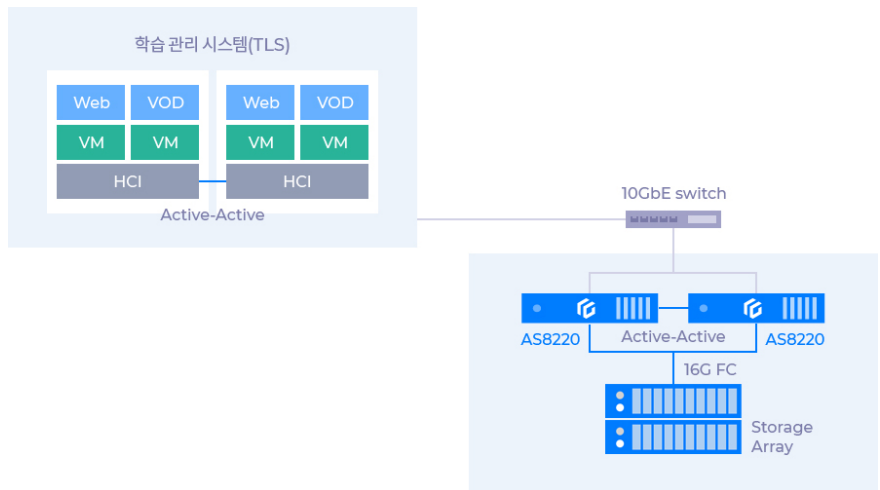 학습 관리 시스템(TLS)
Web VOD Web VOD
VM VM VM VM
HCI HCI
Active-Active
10GbE switch
AS8220 Active-Active AS8220
16G FC
Storage
Array